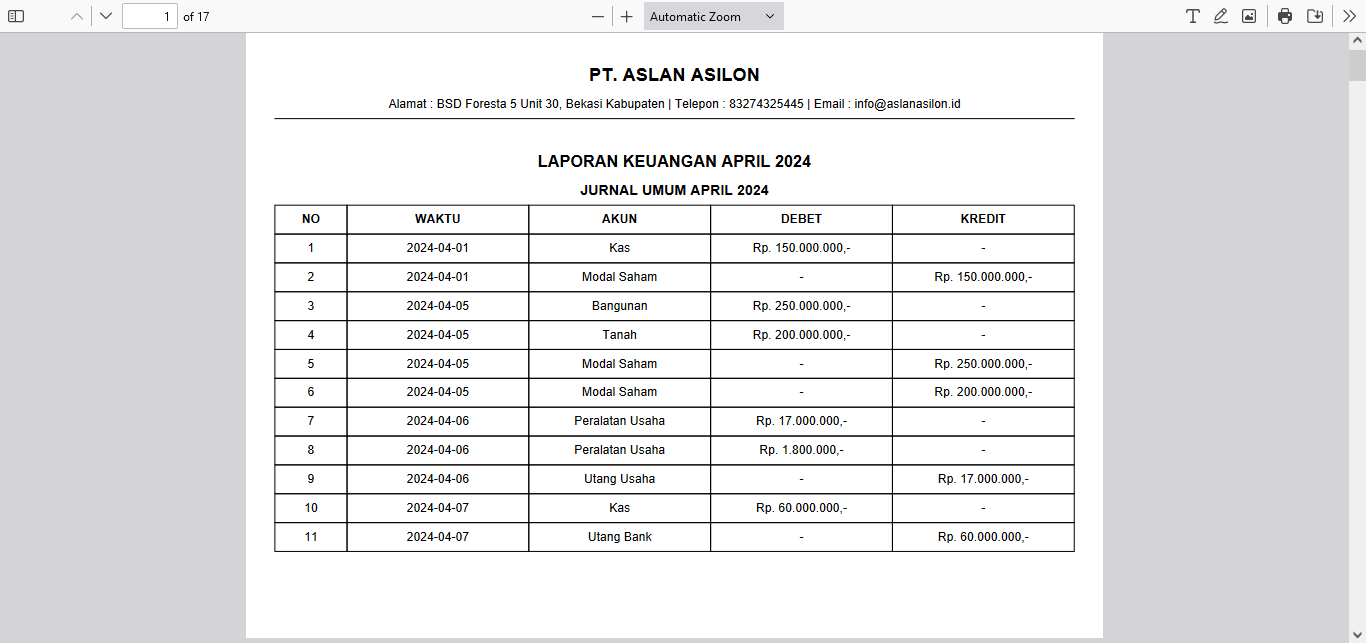 1 of 17 Automatic Zoom
PT. ASLAN ASILON
Alamat : BSD Foresta 5 Unit 30, Bekasi Kabupaten | Telepon : 83274325445 | Email : info@aslanasilon.id
LAPORAN KEUANGAN APRIL 2024
JURNAL UMUM APRIL 2024
NO WAKTU AKUN DEBET KREDIT
1 2024-04-01 Kas Rp. 150.000.000,- -
2 2024-04-01 Modal Saham - Rp. 150.000.000,-
3 2024-04-05 Bangunan Rp. 250.000.000,- -
4 2024-04-05 Tanah Rp. 200.000.000,- -
5 2024-04-05 Modal Saham - Rp. 250.000.000,-
6 2024-04-05 Modal Saham - Rp. 200.000.000,-
7 2024-04-06 Peralatan Usaha Rp. 17.000.000,- -
8 2024-04-06 Peralatan Usaha Rp. 1.800.000,- -
9 2024-04-06 Utang Usaha - Rp. 17.000.000,-
10 2024-04-07 Kas Rp. 60.000.000,- -
11 2024-04-07 Utang Bank - Rp. 60.000.000,-